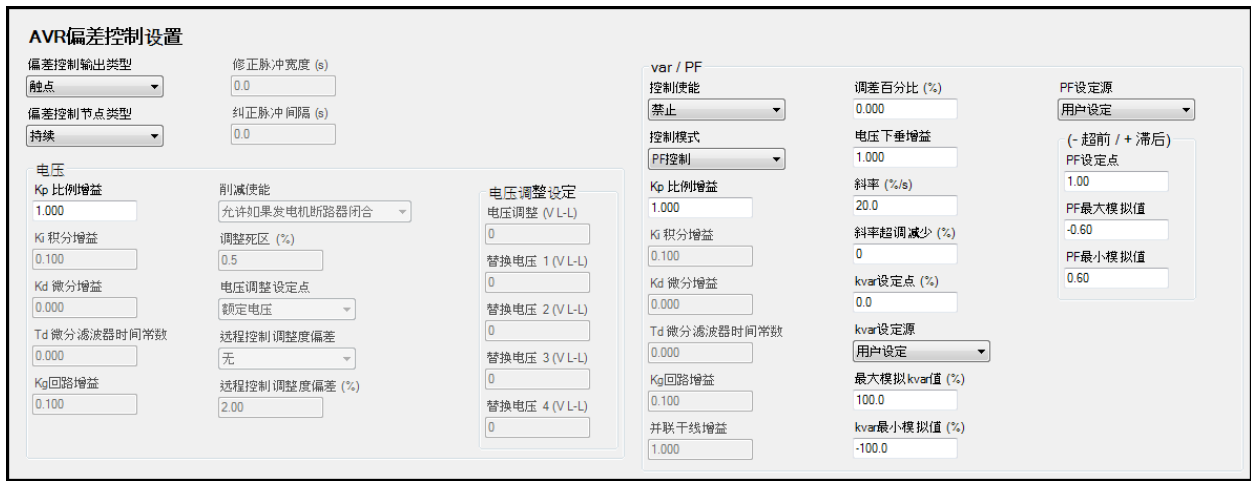 AVR偏差控制设置
偏差控制输出类型
触点
偏差控制节点类型
持续
修正脉冲宽度 (s)
0.0
纠正脉冲间隔 (s)
0.0
电压
Kp 比例增益
1.000
Ki 积分增益
0.100
Kd 微分增益
0.000
Td 微分滤波器时间常数
0.000
Kg回路增益
0.100
削减使能
允许如果发电机断路器闭合
调整死区 (%)
0.5
电压调整设定点
额定电压
远程控制调整度偏差
无
远程控制调整度偏差 (%)
2.00
电压调整设定
电压调整 (V L-L)
0
替换电压 1 (V L-L)
0
替换电压 2 (V L-L)
0
替换电压 3 (V L-L)
0
替换电压 4 (V L-L)
0
var / PF
控制使能
禁止
控制模式
PF控制
Kp 比例增益
1.000
Ki 积分增益
0.100
Kd 微分增益
0.000
Td 微分滤波器时间常数
0.000
Kg回路增益
0.100
并联干线增益
1.000
调差百分比 (%)
0.000
电压下垂增益
1.000
斜率 (%/s)
20.0
斜率超调减少 (%)
0
kvar设定点 (%)
0.0
kvar设定源
用户设定
最大模拟kvar值 (%)
100.0
kvar最小模拟值 (%)
-100.0
PF设定源
用户设定
(- 超前 / + 滞后)
PF设定点
1.00
PF最大模拟值
-0.60
PF最小模拟值
0.60